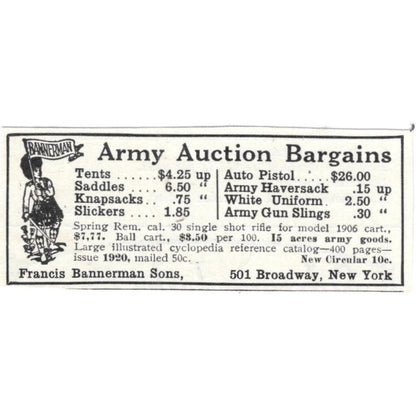 BANNERMAN
Army Auction Bargains
Tents ...... $4.25 up
Saddles .... 6.50 "
Knapsacks .. .75 "
Slickers .... 1.85
Auto Pistol .. . $26.00
Army Haversack .15 up
White Uniform. 2.50 "
Army Gun Slings .30 "
Spring Rem. cal. 30 single shot rifle for model 1906 cart.,
$7.77. Ball cart., $3.50 per 100. 15 acres army goods.
Large illustrated cyclopedia reference catalog—400 pages—
issue 1920, mailed 50c. New Circular 10c.
Francis Bannerman Sons, 501 Broadway, New York